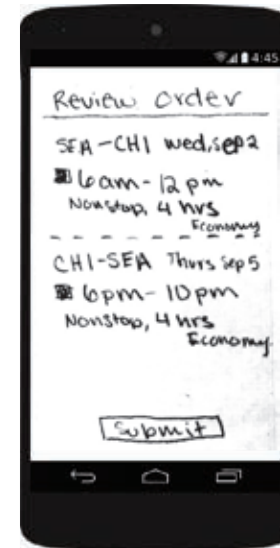 4:45
Review order
SEA-CHI Wed, sep 2
6am-12pm
Nonstop, 4 hrs
Economy
CHI-SEA Thurs sep 5
6pm-10pm
Nonstop, 4 hrs
Economy
Submit